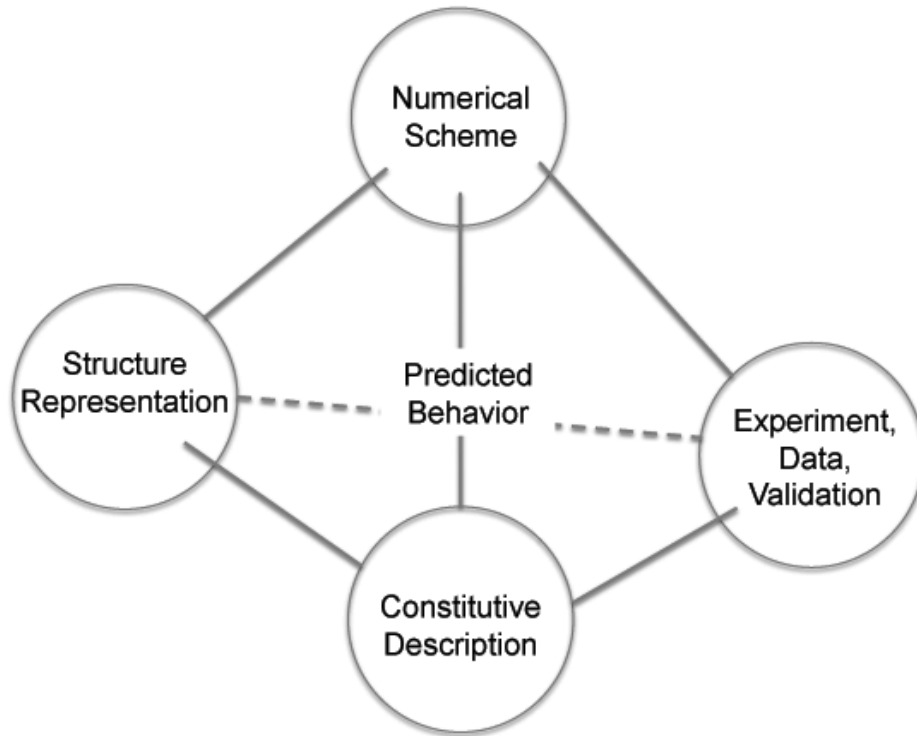 Numerical
Scheme
Structure
Representation
Predicted
Behavior
Experiment,
Data,
Validation
Constitutive
Description